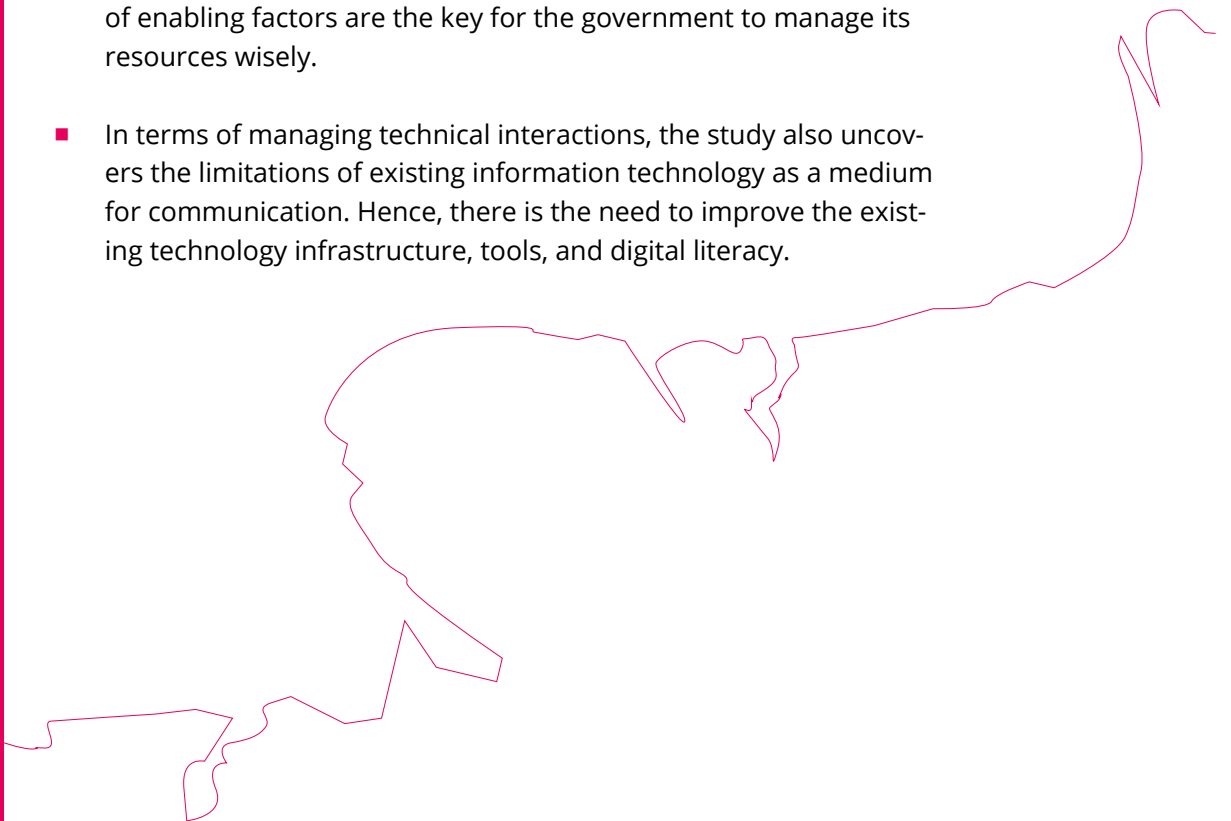 of enabling factors are the key for the government to manage its
resources wisely.
In terms of managing technical interactions, the study also uncov-
ers the limitations of existing information technology as a medium
for communication. Hence, there is the need to improve the exist-
ing technology infrastructure, tools, and digital literacy.